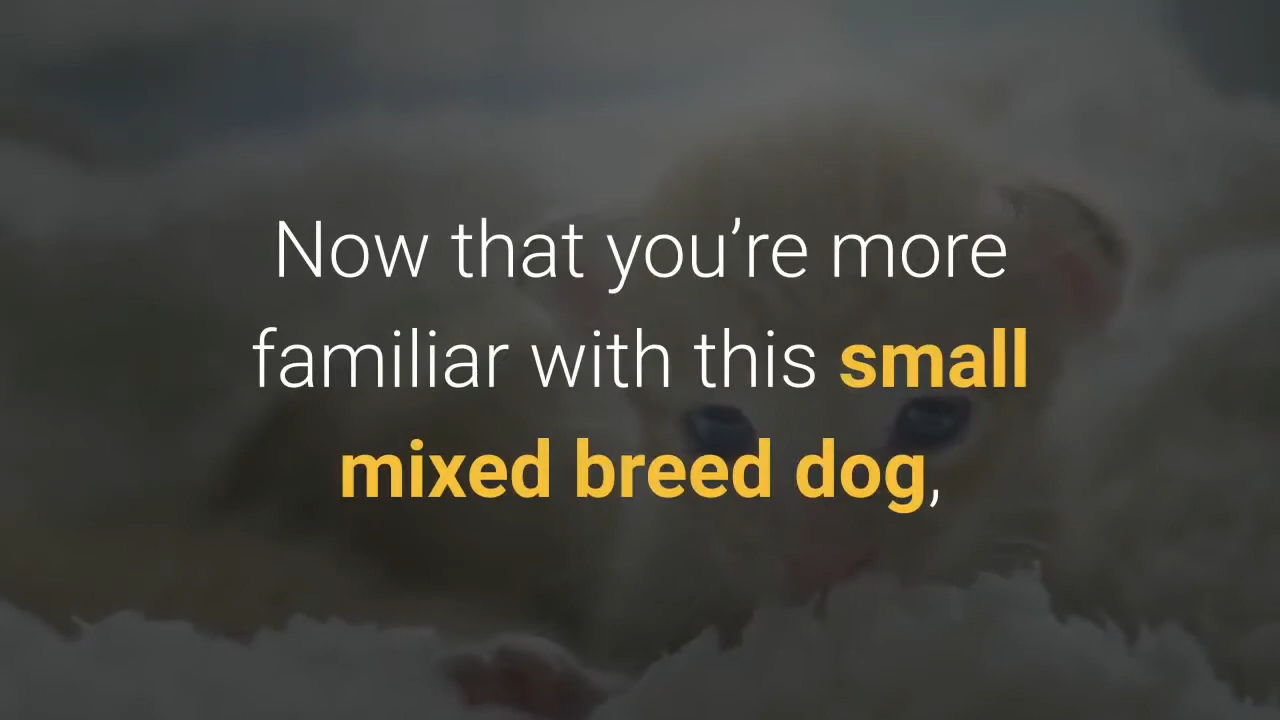 Now that you’re more
familiar with this small
mixed breed dog,